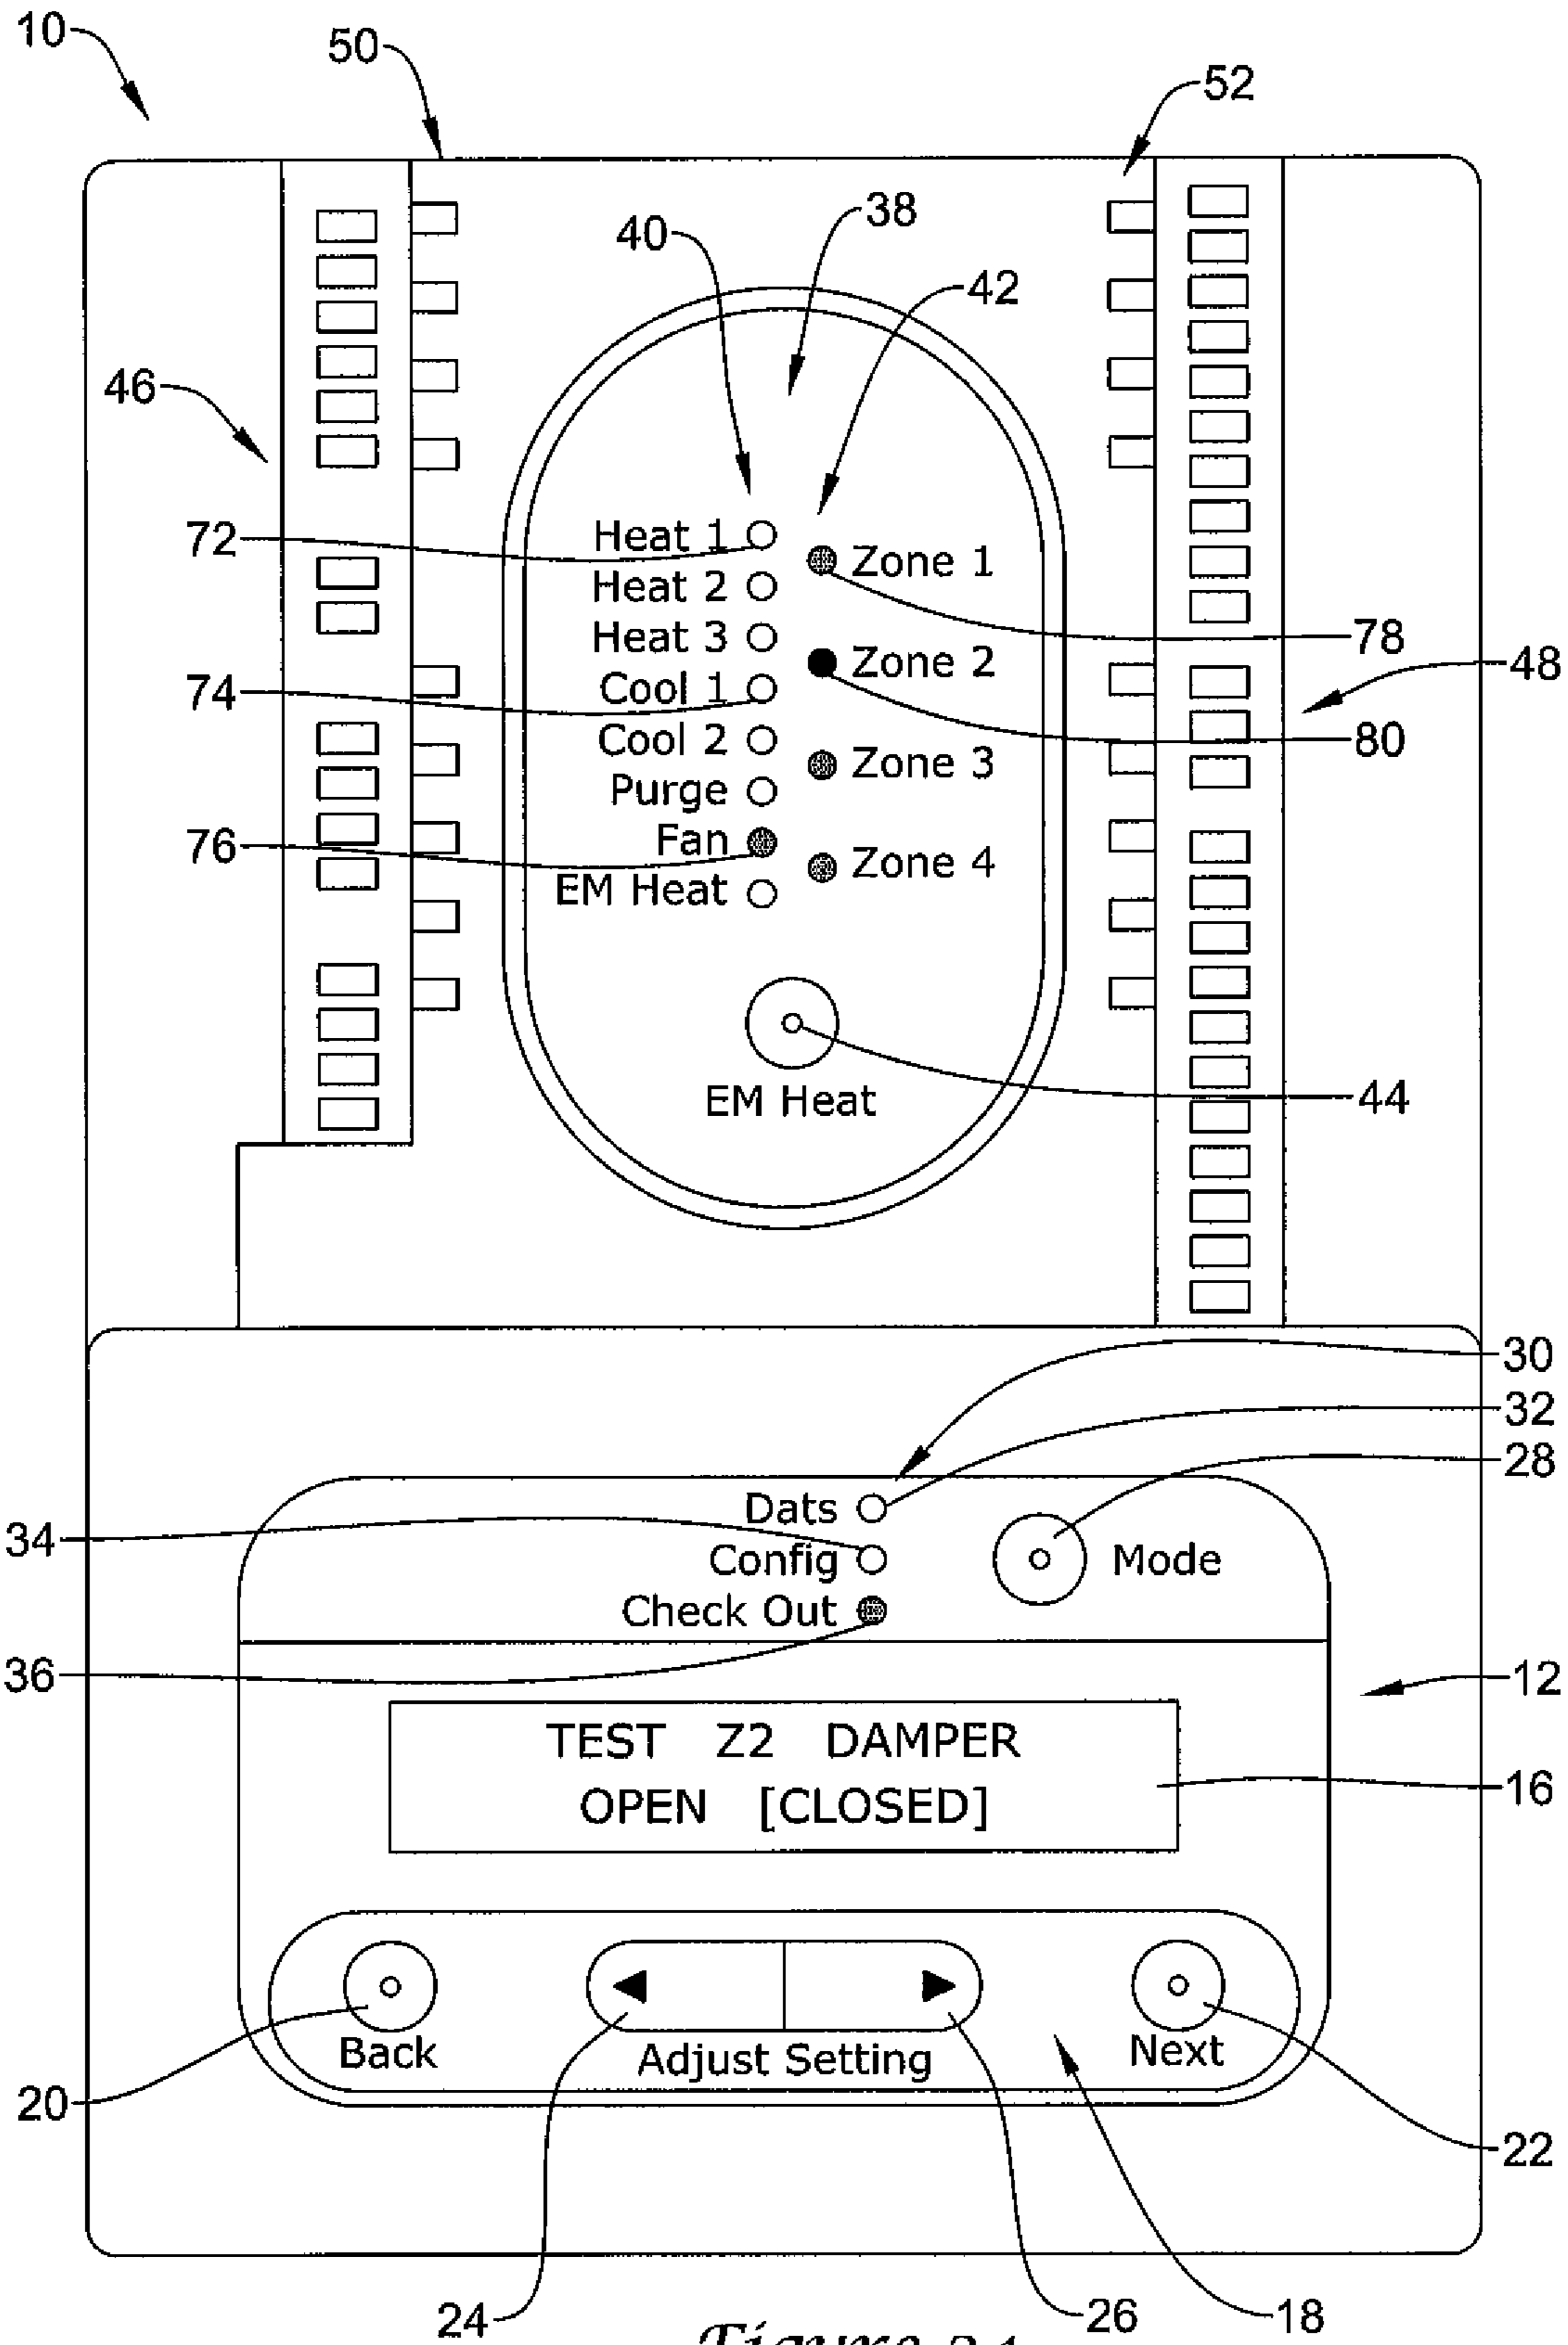 10
50
52
38
40
42
46
72
Heat 1
Zone 1
Heat 2
78
Heat 3
Zone 2
48
74
Cool 1
Cool 2
80
Zone 3
Purge
76
Fan
Zone 4
EM Heat
44
EM Heat
30
32
28
Dats
34
Config
Mode
Check Out
36
12
TEST Z2 DAMPER
16
OPEN [CLOSED]
20
Back
Adjust Setting
Next
22
24
26
18